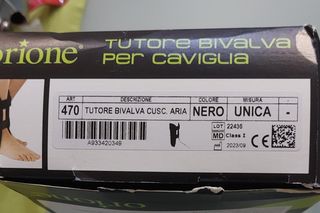 orione
TUTORE BIVALVA
PER CAVIGLIA
ART. DESCRIZIONE COLORE MISURA
470 TUTORE BIVALVA CUSC. ARIA NERO UNICA -
A933420349
LOT 22436
MD Class I
2023/09